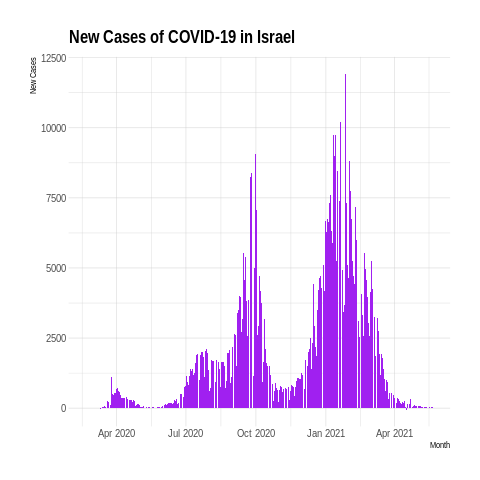 New Cases of COVID-19 in Israel
New Cases
12500
10000
7500
5000
2500
0
Apr 2020 Jul 2020 Oct 2020 Jan 2021 Apr 2021
Month